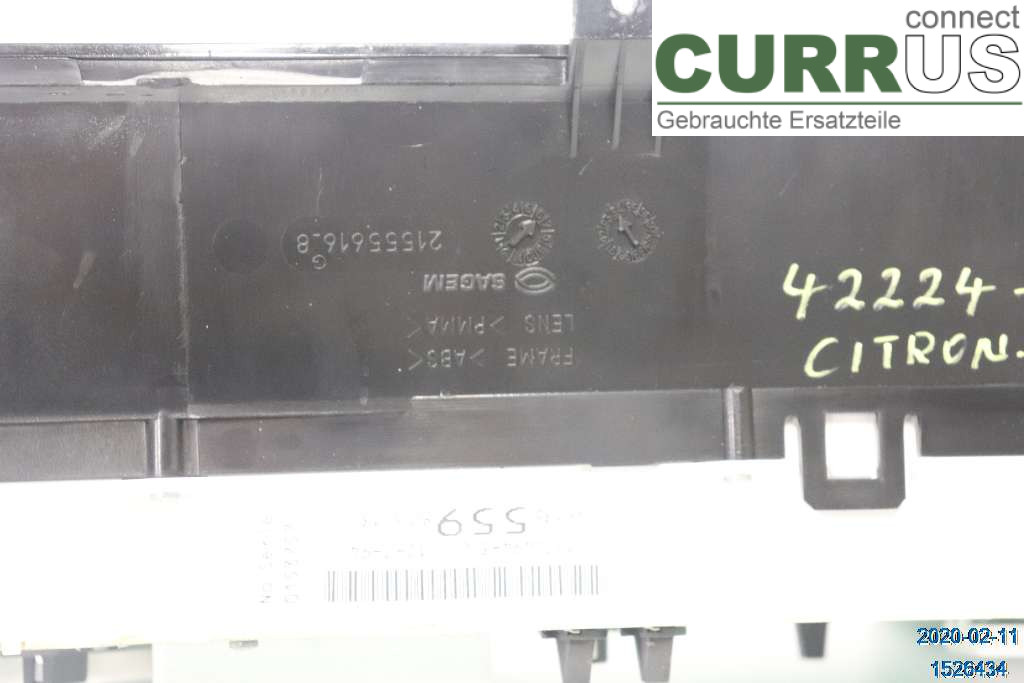 connect
CURRUS
Gebrauchte Ersatzteile
21555616_8
G
SAGEM
LENS >PMMA<
FRAME >ABS<
42224-
CITRON.
559
2020-02-11
1526434